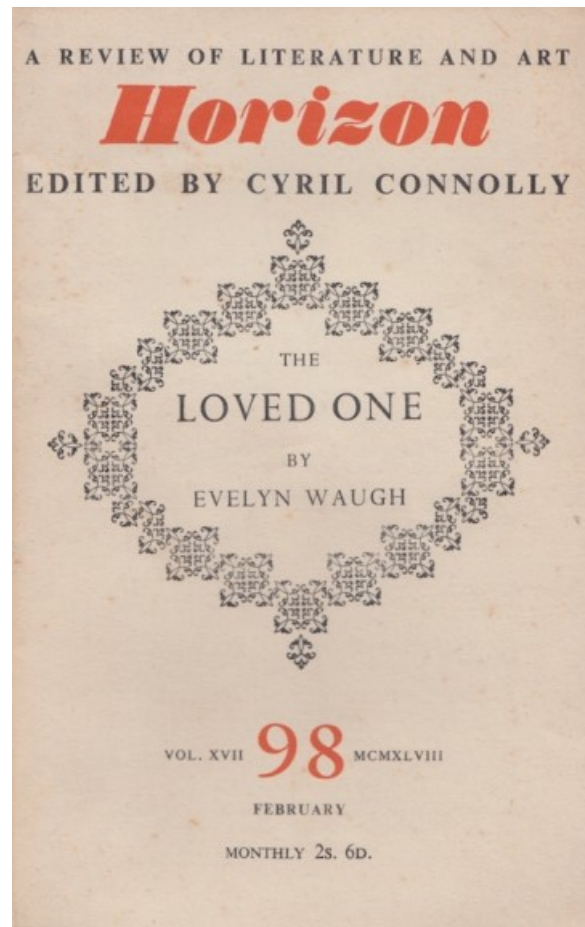 A REVIEW OF LITERATURE AND ART
Horizon
EDITED BY CYRIL CONNOLLY
THE
LOVED ONE
BY
EVELYN WAUGH
VOL. XVII 98 MCMXLVIII
FEBRUARY
MONTHLY 2s. 6D.